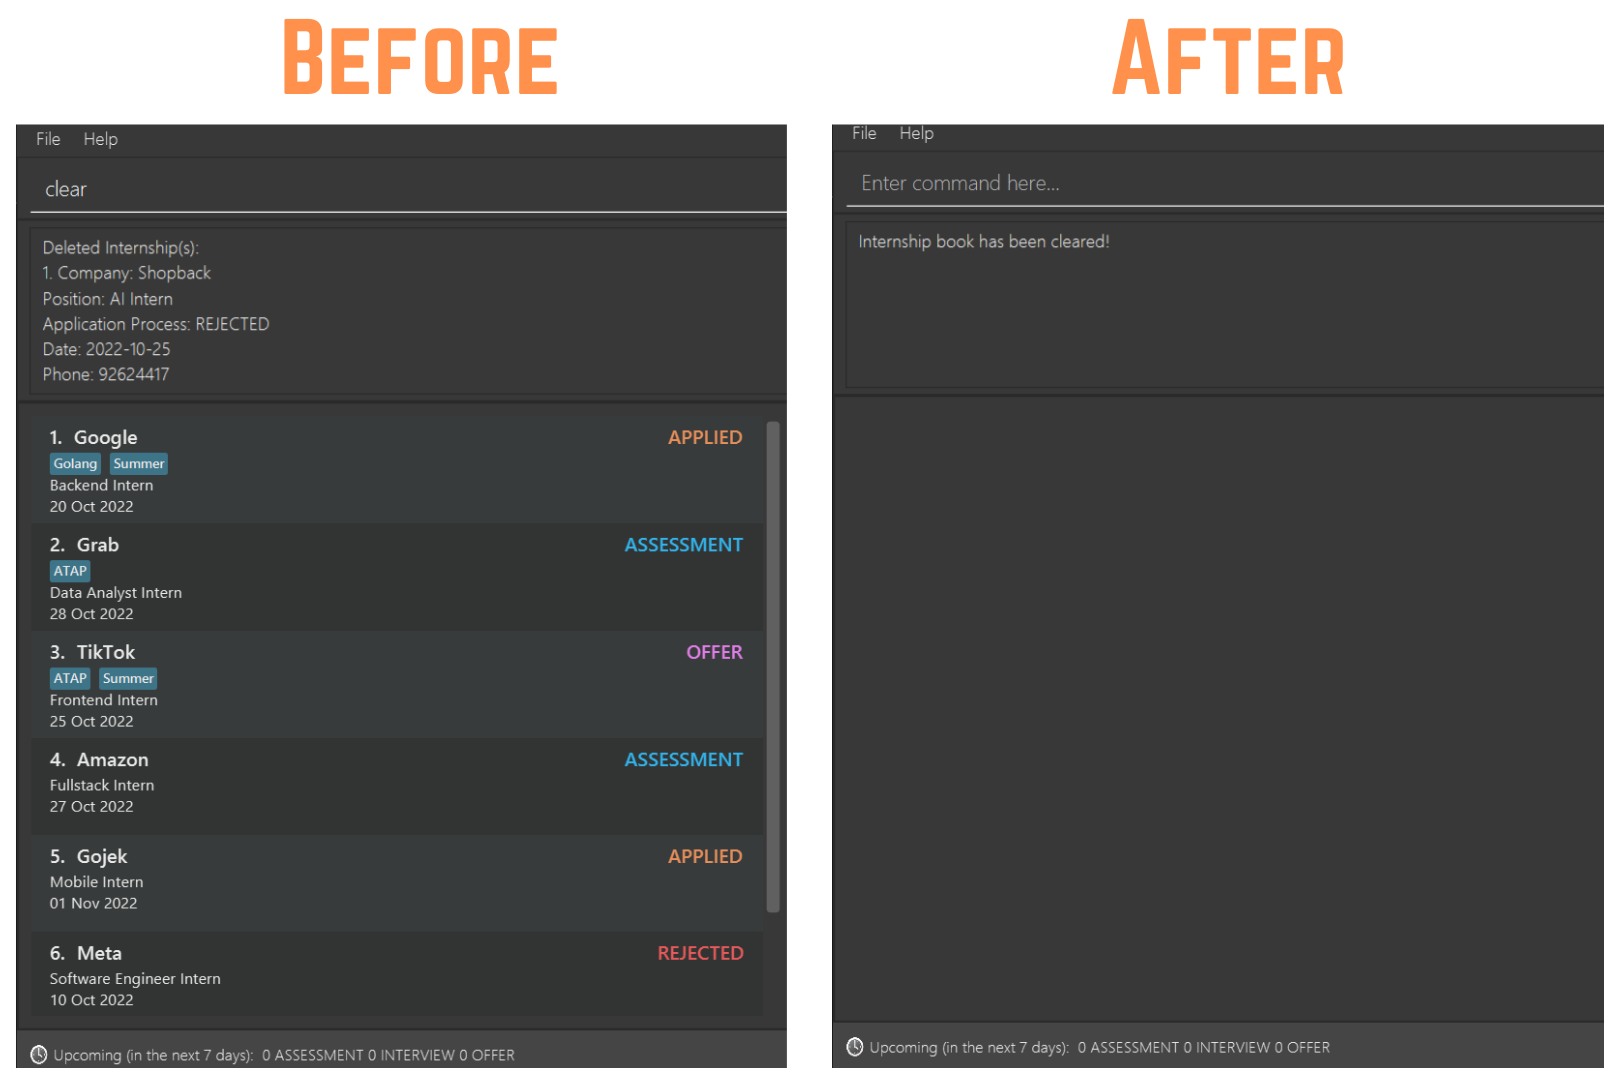 BEFORE
File Help
clear
Deleted Internship(s):
1. Company: Shopback
Position: AI Intern
Application Process: REJECTED
Date: 2022-10-25
Phone: 92624417
1. Google APPLIED
Golang Summer
Backend Intern
20 Oct 2022
2. Grab ASSESSMENT
ATAP
Data Analyst Intern
28 Oct 2022
3. TikTok OFFER
ATAP Summer
Frontend Intern
25 Oct 2022
4. Amazon ASSESSMENT
Fullstack Intern
27 Oct 2022
5. Gojek APPLIED
Mobile Intern
01 Nov 2022
6. Meta REJECTED
Software Engineer Intern
10 Oct 2022
Upcoming (in the next 7 days): 0 ASSESSMENT 0 INTERVIEW 0 OFFER
AFTER
File Help
Enter command here...
Internship book has been cleared!
Upcoming (in the next 7 days): 0 ASSESSMENT 0 INTERVIEW 0 OFFER